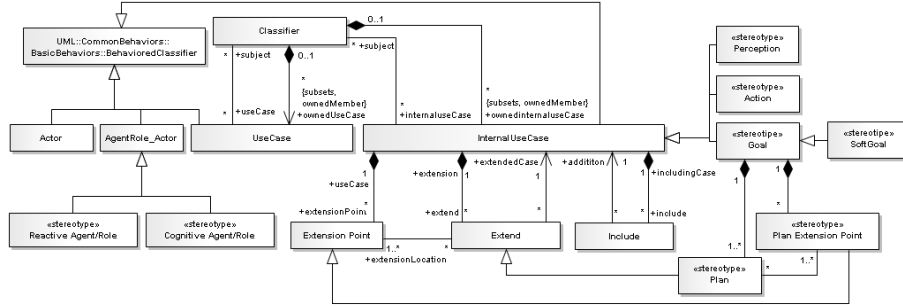 UML::CommonBehaviors::
BasicBehaviors::BehavioredClassifier
Classifier
0..1
0..1
* +subject
* +subject
*
{subsets,
ownedMember}
+ownedUseCase
*
+useCase
*
+internaluseCase
*
{subsets, ownedMember}
+ownedinternaluseCase
«stereotype»
Perception
«stereotype»
Action
«stereotipe»
Goal
«stereotipe»
SoftGoal
Actor
AgentRole_Actor
UseCase
InternalUseCase
1
+useCase
+extension
1
+extendedCase
1
+addititon
1
1
+includingCase
1
1
«stereotype»
Reactive Agent/Role
«stereotype»
Cognitive Agent/Role
+extensionPoint
*
+extend
*
*
*
*
+include
*
Extension Point
Extend
Include
«stereotype»
Plan Extension Point
1..*
*
+extensionLocation
1..*
*
1..*
«stereotype»
Plan